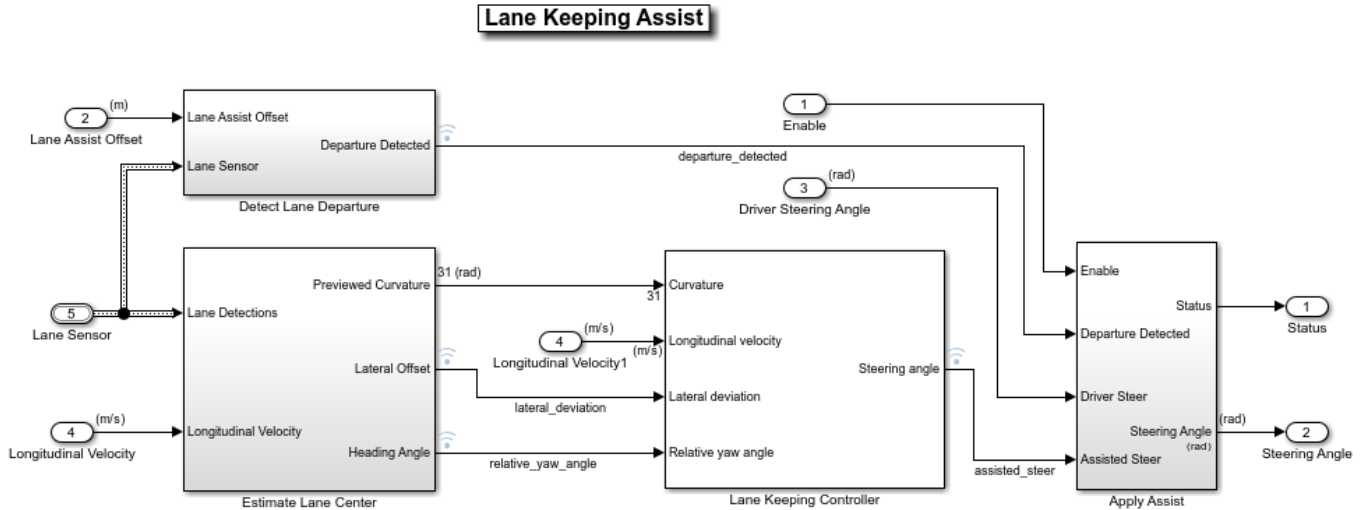 Lane Keeping Assist
2
(m)
Lane Assist Offset
Lane Assist Offset
Lane Sensor
Departure Detected
Detect Lane Departure
departure_detected
1
Enable
3
(rad)
Driver Steering Angle
5
Lane Sensor
4
(m/s)
Longitudinal Velocity
Lane Detections
Longitudinal Velocity
Previewed Curvature
Lateral Offset
Heading Angle
Estimate Lane Center
31 (rad)
31
4
(m/s)
(m/s)
Longitudinal Velocity1
lateral_deviation
relative_yaw_angle
Curvature
Longitudinal velocity
Lateral deviation
Relative yaw angle
Steering angle
Lane Keeping Controller
assisted_steer
Enable
Departure Detected
Driver Steer
Assisted Steer
Status
Steering Angle
(rad)
Apply Assist
1
Status
(rad)
2
Steering Angle